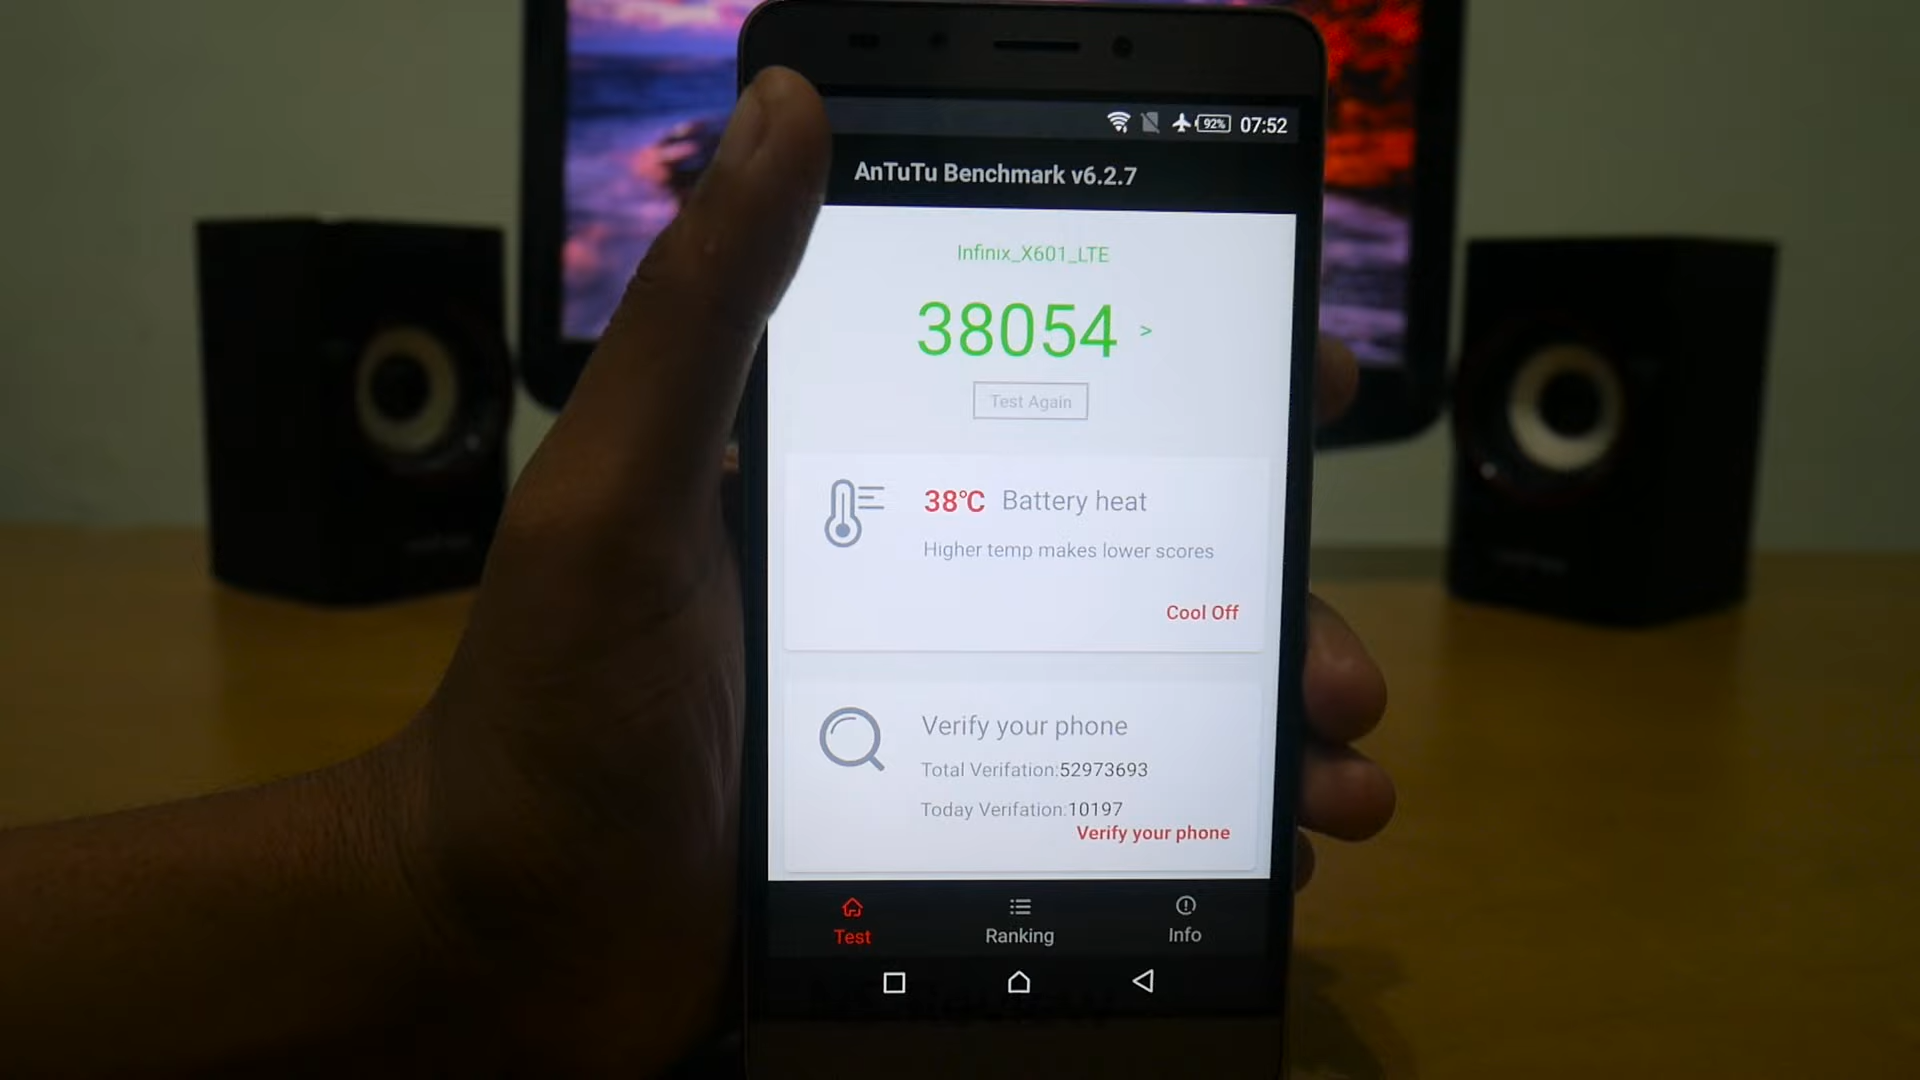 92% 07:52
AnTuTu Benchmark v6.2.7
Infinix_X601_LTE
38054 >
Test Again
38℃ Battery heat
Higher temp makes lower scores
Cool Off
Verify your phone
Total Verifation:52973693
Today Verifation:10197
Verify your phone
Test Ranking Info